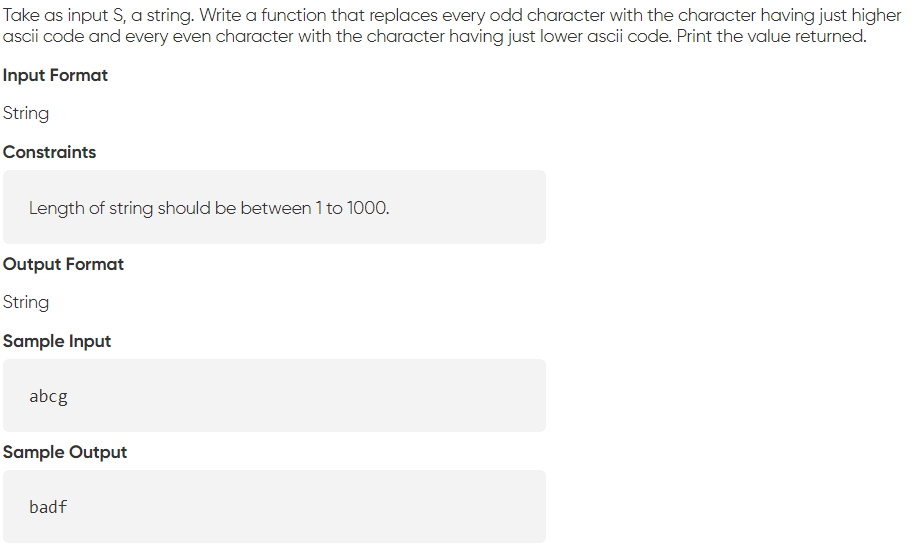 Take as input S, a string. Write a function that replaces every odd character with the character having just higher
ascii code and every even character with the character having just lower ascii code. Print the value returned.
Input Format
String
Constraints
Length of string should be between 1 to 1000.
Output Format
String
Sample Input
abcg
Sample Output
badf